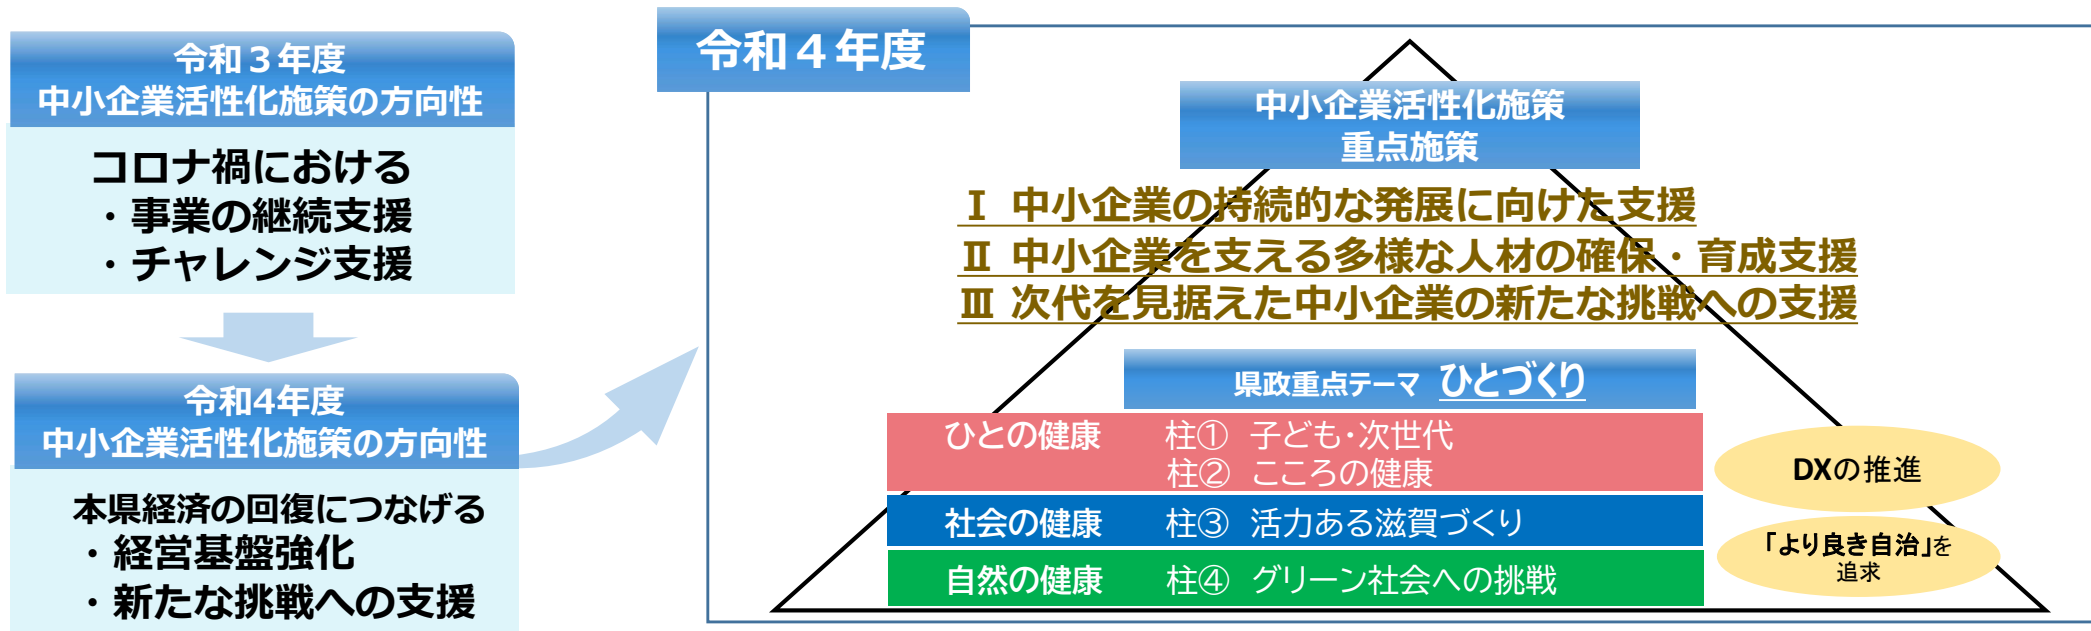 令和３年度
中小企業活性化施策の方向性
コロナ禍における
・事業の継続支援
・チャレンジ支援
令和4年度
中小企業活性化施策の方向性
本県経済の回復につなげる
・経営基盤強化
・新たな挑戦への支援
令和４年度
中小企業活性化施策
重点施策
Ⅰ 中小企業の持続的な発展に向けた支援
Ⅱ 中小企業を支える多様な人材の確保・育成支援
Ⅲ 次代を見据えた中小企業の新たな挑戦への支援
県政重点テーマ ひとづくり
ひとの健康 柱① 子ども・次世代
柱② こころの健康
社会の健康 柱③ 活力ある滋賀づくり
自然の健康 柱④ グリーン社会への挑戦
DXの推進
「より良き自治」を
追求